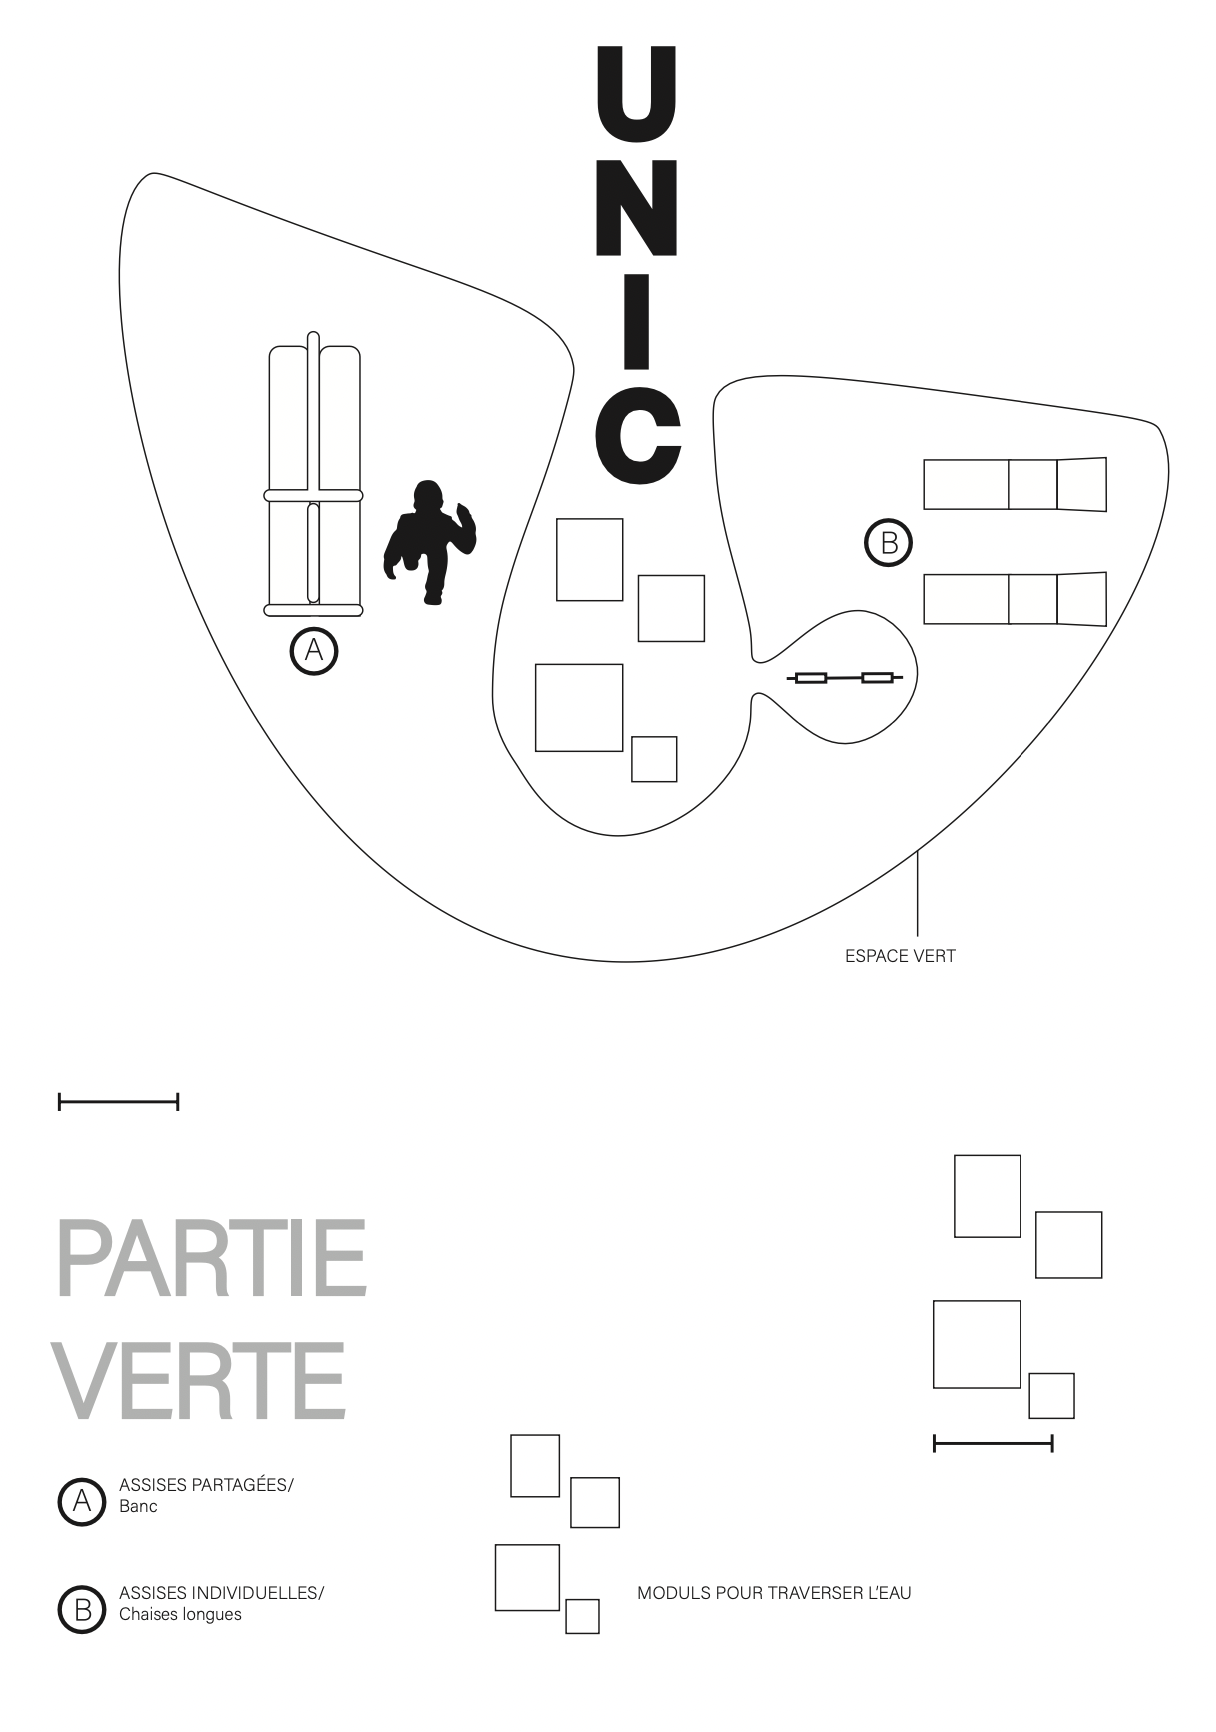 UNIC
B
A
ESPACE VERT
PARTIE
VERTE
A
ASSISES PARTAGÉES/
Banc
B
ASSISES INDIVIDUELLES/
Chaises longues
MODULS POUR TRAVERSER L'EAU